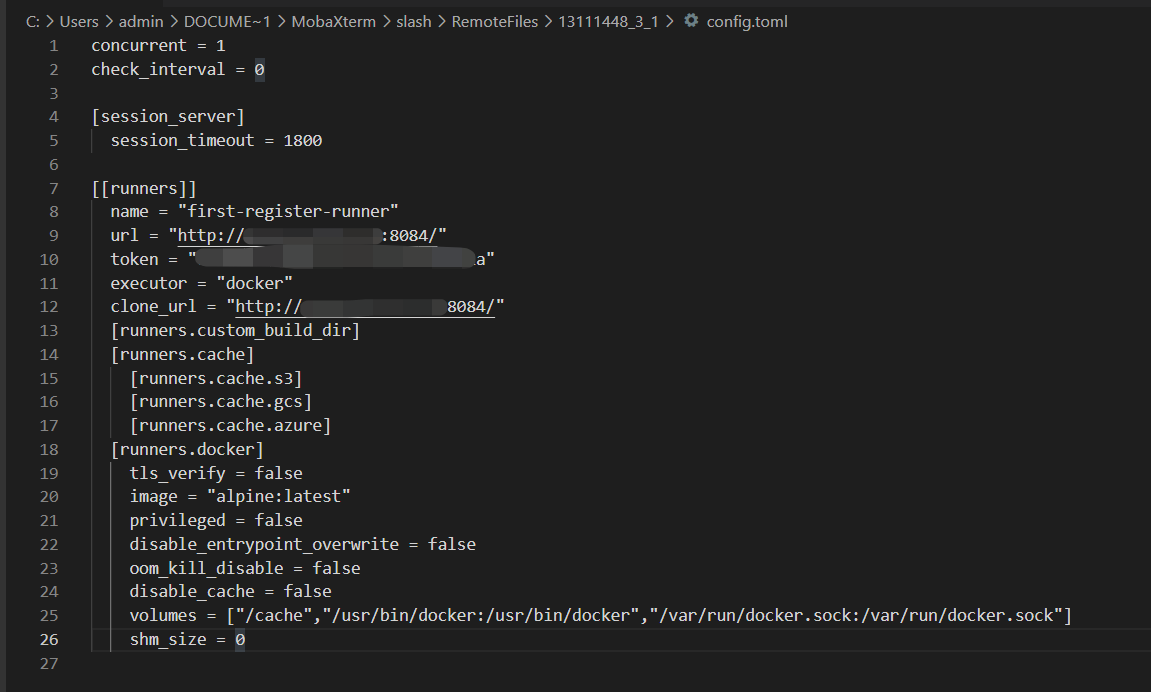 C: > Users > admin > DOCUME~1 > MobaXterm > slash > RemoteFiles > 13111448_3_1 > config.toml
1 concurrent = 1
2 check_interval = 0
3
4 [session_server]
5   session_timeout = 1800
6
7 [[runners]]
8   name = "first-register-runner"
9   url = "http://:8084/"
10   token = "a"
11   executor = "docker"
12   clone_url = "http://8084/"
13   [runners.custom_build_dir]
14   [runners.cache]
15     [runners.cache.s3]
16     [runners.cache.gcs]
17     [runners.cache.azure]
18   [runners.docker]
19     tls_verify = false
20     image = "alpine:latest"
21     privileged = false
22     disable_entrypoint_overwrite = false
23     oom_kill_disable = false
24     disable_cache = false
25     volumes = ["/cache","/usr/bin/docker:/usr/bin/docker","/var/run/docker.sock:/var/run/docker.sock"]
26     shm_size = 0
27